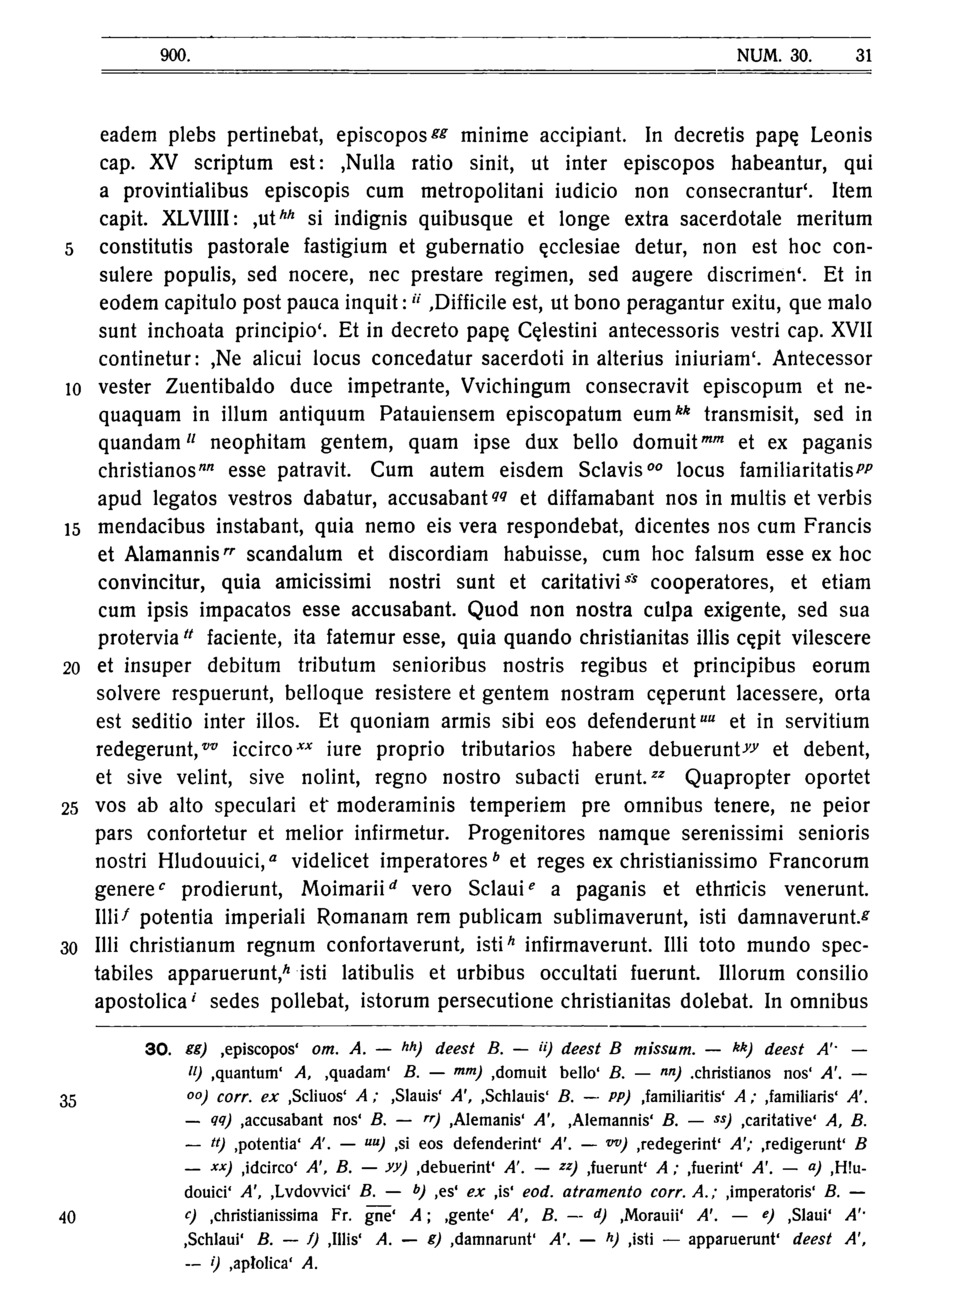 900. NUM. 30. 31
eadem plebs pertinebat, episcopos gg minime accipiant. In decretis papę Leonis
cap. XV scriptum est: ‚Nulla ratio sinit, ut inter episcopos habeantur, qui
a provintialibus episcopis cum metropolitani iudicio non consecrantur‘. Item
capit. XLVIIII: ‚ut hh si indignis quibusque et longe extra sacerdotale meritum
5 constitutis pastorale fastigium et gubernatio ęcclesiae detur, non est hoc con-
sulere populis, sed nocere, nec prestare regimen, sed augere discrimen‘. Et in
eodem capitulo post pauca inquit: ii ‚Difficile est, ut bono peragantur exitu, que malo
sunt inchoata principio‘. Et in decreto papę Cęlestini antecessoris vestri cap. XVII
continetur: ‚Ne alicui locus concedatur sacerdoti in alterius iniuriam‘. Antecessor
10 vester Zuentibaldo duce impetrante, Vvichingum consecravit episcopum et ne-
quaquam in illum antiquum Patauiensem episcopatum eum kk transmisit, sed in
quandam ll neophitam gentem, quam ipse dux bello domuit mm et ex paganis
christianos nn esse patravit. Cum autem eisdem Sclavis oo locus familiaritatis pp
apud legatos vestros dabatur, accusabant qq et diffamabant nos in multis et verbis
15 mendacibus instabant, quia nemo eis vera respondebat, dicentes nos cum Francis
et Alamannis rr scandalum et discordiam habuisse, cum hoc falsum esse ex hoc
convincitur, quia amicissimi nostri sunt et caritativi ss cooperatores, et etiam
cum ipsis impacatos esse accusabant. Quod non nostra culpa exigente, sed sua
protervia tt faciente, ita fatemur esse, quia quando christianitas illis cępit vilescere
20 et insuper debitum tributum senioribus nostris regibus et principibus eorum
solvere respuerunt, belloque resistere et gentem nostram cęperunt lacessere, orta
est seditio inter illos. Et quoniam armis sibi eos defenderunt uu et in servitium
redegerunt, vv iccirco xx iure proprio tributarios habere debuerunt yy et debent,
et sive velint, sive nolint, regno nostro subacti erunt. zz Quapropter oportet
25 vos ab alto speculari et moderaminis temperiem pre omnibus tenere, ne peior
pars confortetur et melior infirmetur. Progenitores namque serenissimi senioris
nostri Hludouuici, a videlicet imperatores b et reges ex christianissimo Francorum
genere c prodierunt, Moimarii d vero Sclaui e a paganis et ethnicis venerunt.
Illi f potentia imperiali Romanam rem publicam sublimaverunt, isti damnaverunt. g
30 Illi christianum regnum confortaverunt, isti h infirmaverunt. Illi toto mundo spec-
tabiles apparuerunt, h isti latibulis et urbibus occultati fuerunt. Illorum consilio
apostolica i sedes pollebat, istorum persecutione christianitas dolebat. In omnibus
30. gg) ‚episcopos‘ om. A. — hh) deest B. — ii) deest B missum. — kk) deest A'· —
ll) ‚quantum‘ A, ‚quadam‘ B. — mm) ‚domuit bello‘ B. — nn) .christianos nos‘ A'. —
35 oo) corr. ex ‚Scliuos‘ A; ‚Slauis‘ A', ‚Schlauis‘ B. — pp) ‚familiaritis‘ A; ‚familiaris‘ A'.
— qq) ‚accusabant nos‘ B. — rr) ‚Alemanis‘ A', ‚Alemannis‘ B. — ss) ‚caritative‘ A, B.
— tt) ‚potentia‘ A'. — uu) ‚si eos defenderint‘ A'. — vv) ‚redegerint‘ A'; ‚redigerunt‘ B
— xx) ‚idcirco‘ A', B. — yy) ‚debuerint‘ A'. — zz) ‚fuerunt‘ A; ‚fuerint‘ A'. — a) ‚Hlu-
douici‘ A', ‚Lvdovvici‘ B. — b) ‚es‘ ex ‚is‘ eod. atramento corr. A.; ‚imperatoris‘ B. —
40 c) ‚christianissima Fr. gne‘ A; ‚gente‘ A', B. — d) ‚Morauii‘ A'. — e) ‚Slaui‘ A'·
‚Schlaui‘ B. — f) ‚Illis‘ A. — g) ‚damnarunt‘ A'. — h) ‚isti — apparuerunt‘ deest A',
— i) ‚apłolica‘ A.